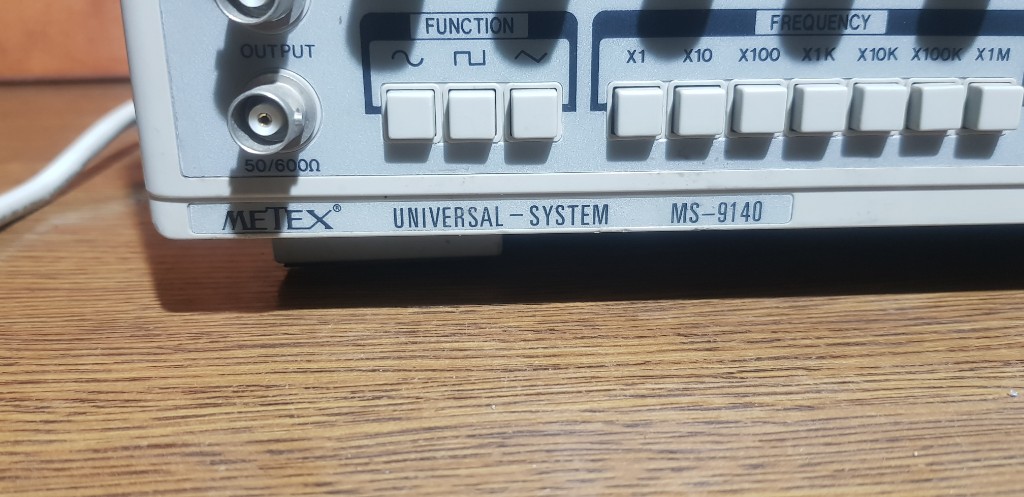 FUNCTION
FREQUENCY
OUTPUT
X1 X10 X100 X1K X10K X100K X1M
50/600Ω
METEX® UNIVERSAL-SYSTEM MS-9140